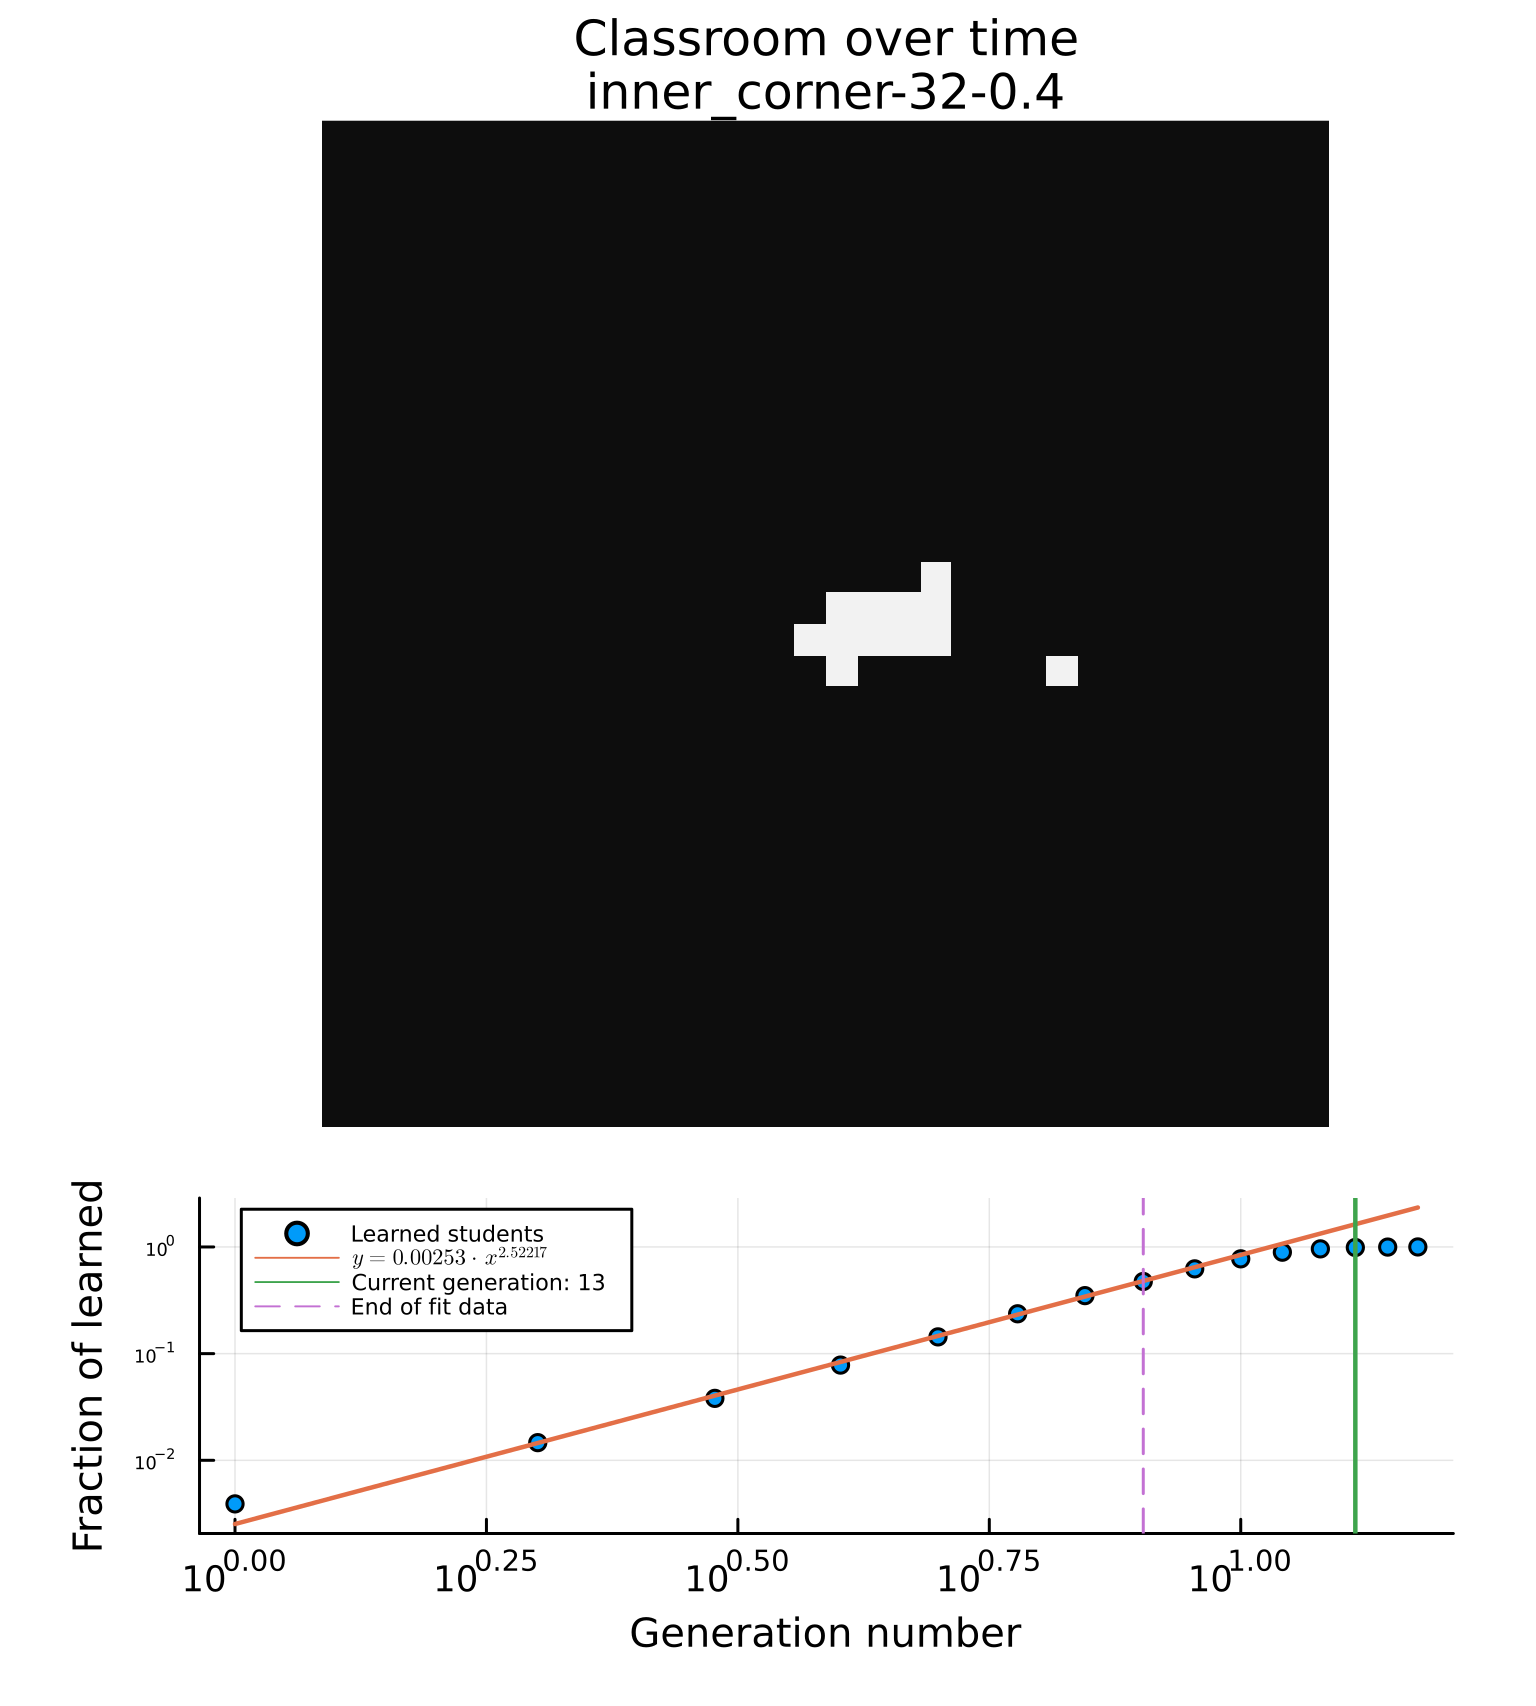 Classroom over time
inner_corner-32-0.4
Fraction of learned
10⁰
10⁻¹
10⁻²
Learned students
y = 0.00253 · x^2.52217
Current generation: 13
End of fit data
10^0.00 10^0.25 10^0.50 10^0.75 10^1.00
Generation number